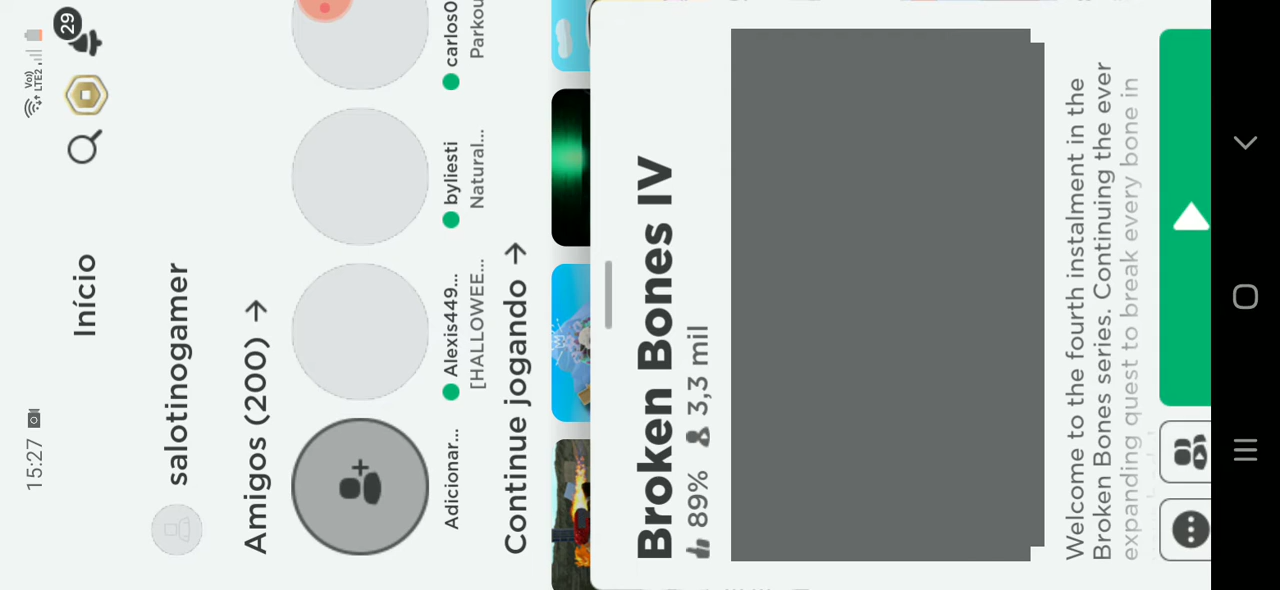 15:27
Vo)) LTE2
Início
29
salotinogamer
Amigos (200) →
Adicionar...
Alexis449...
[HALLOWEE...
byliesti
Natural...
carlos0
Parkou
Continue jogando →
Broken Bones IV
89% 3,3 mil
Welcome to the fourth instalment in the
Broken Bones series. Continuing the ever
expanding quest to break every bone in